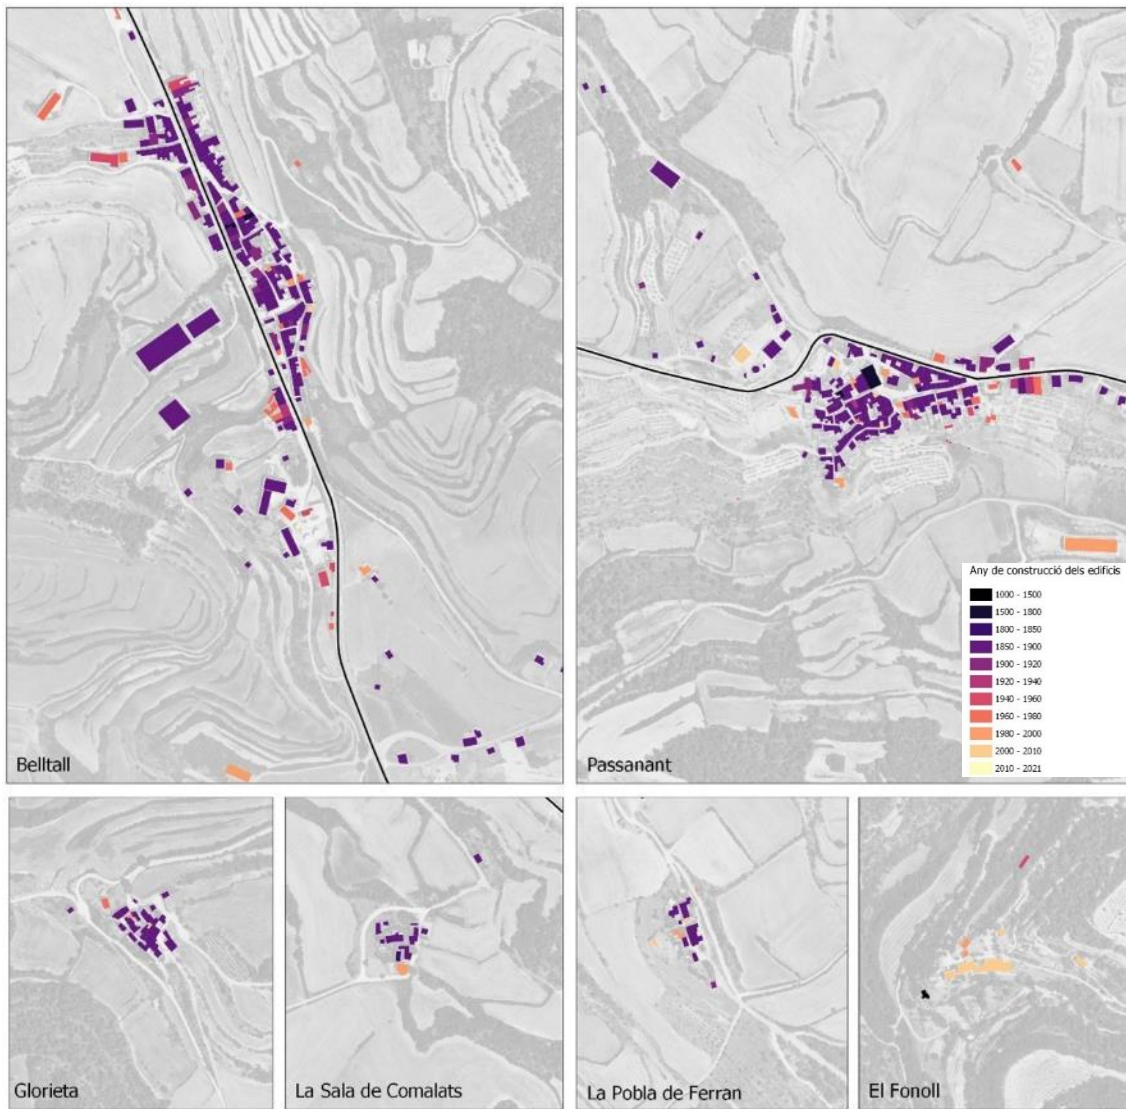 Any de construcció dels edificis
1000 - 1500
1500 - 1800
1800 - 1850
1850 - 1900
1900 - 1920
1920 - 1940
1940 - 1960
1960 - 1980
1980 - 2000
2000 - 2010
2010 - 2021
Belltall
Passanant
Glorieta
La Sala de Comalats
La Pobla de Ferran
El Fonoll